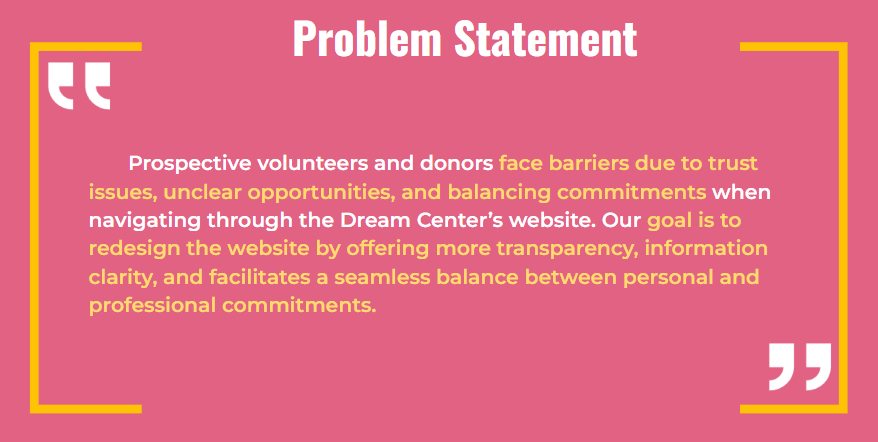 Problem Statement
“
Prospective volunteers and donors face barriers due to trust
issues, unclear opportunities, and balancing commitments when
navigating through the Dream Center’s website. Our goal is to
redesign the website by offering more transparency, information
clarity, and facilitates a seamless balance between personal and
professional commitments.
”